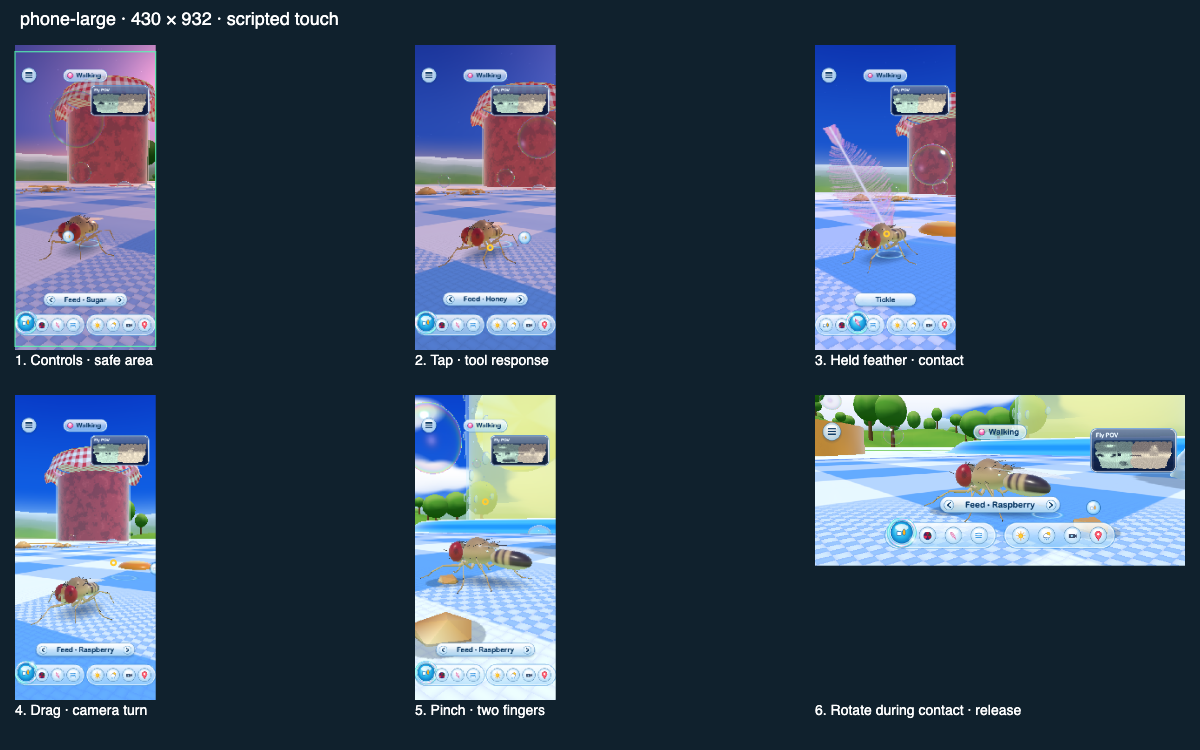 phone-large · 430 × 932 · scripted touch
Walking
Fly POV
Feed · Sugar
1. Controls · safe area
Walking
Fly POV
Feed · Honey
2. Tap · tool response
Walking
Fly POV
Tickle
3. Held feather · contact
Walking
Fly POV
Feed · Raspberry
4. Drag · camera turn
Walking
Fly POV
Feed · Raspberry
5. Pinch · two fingers
Walking
Fly POV
Feed · Raspberry
6. Rotate during contact · release